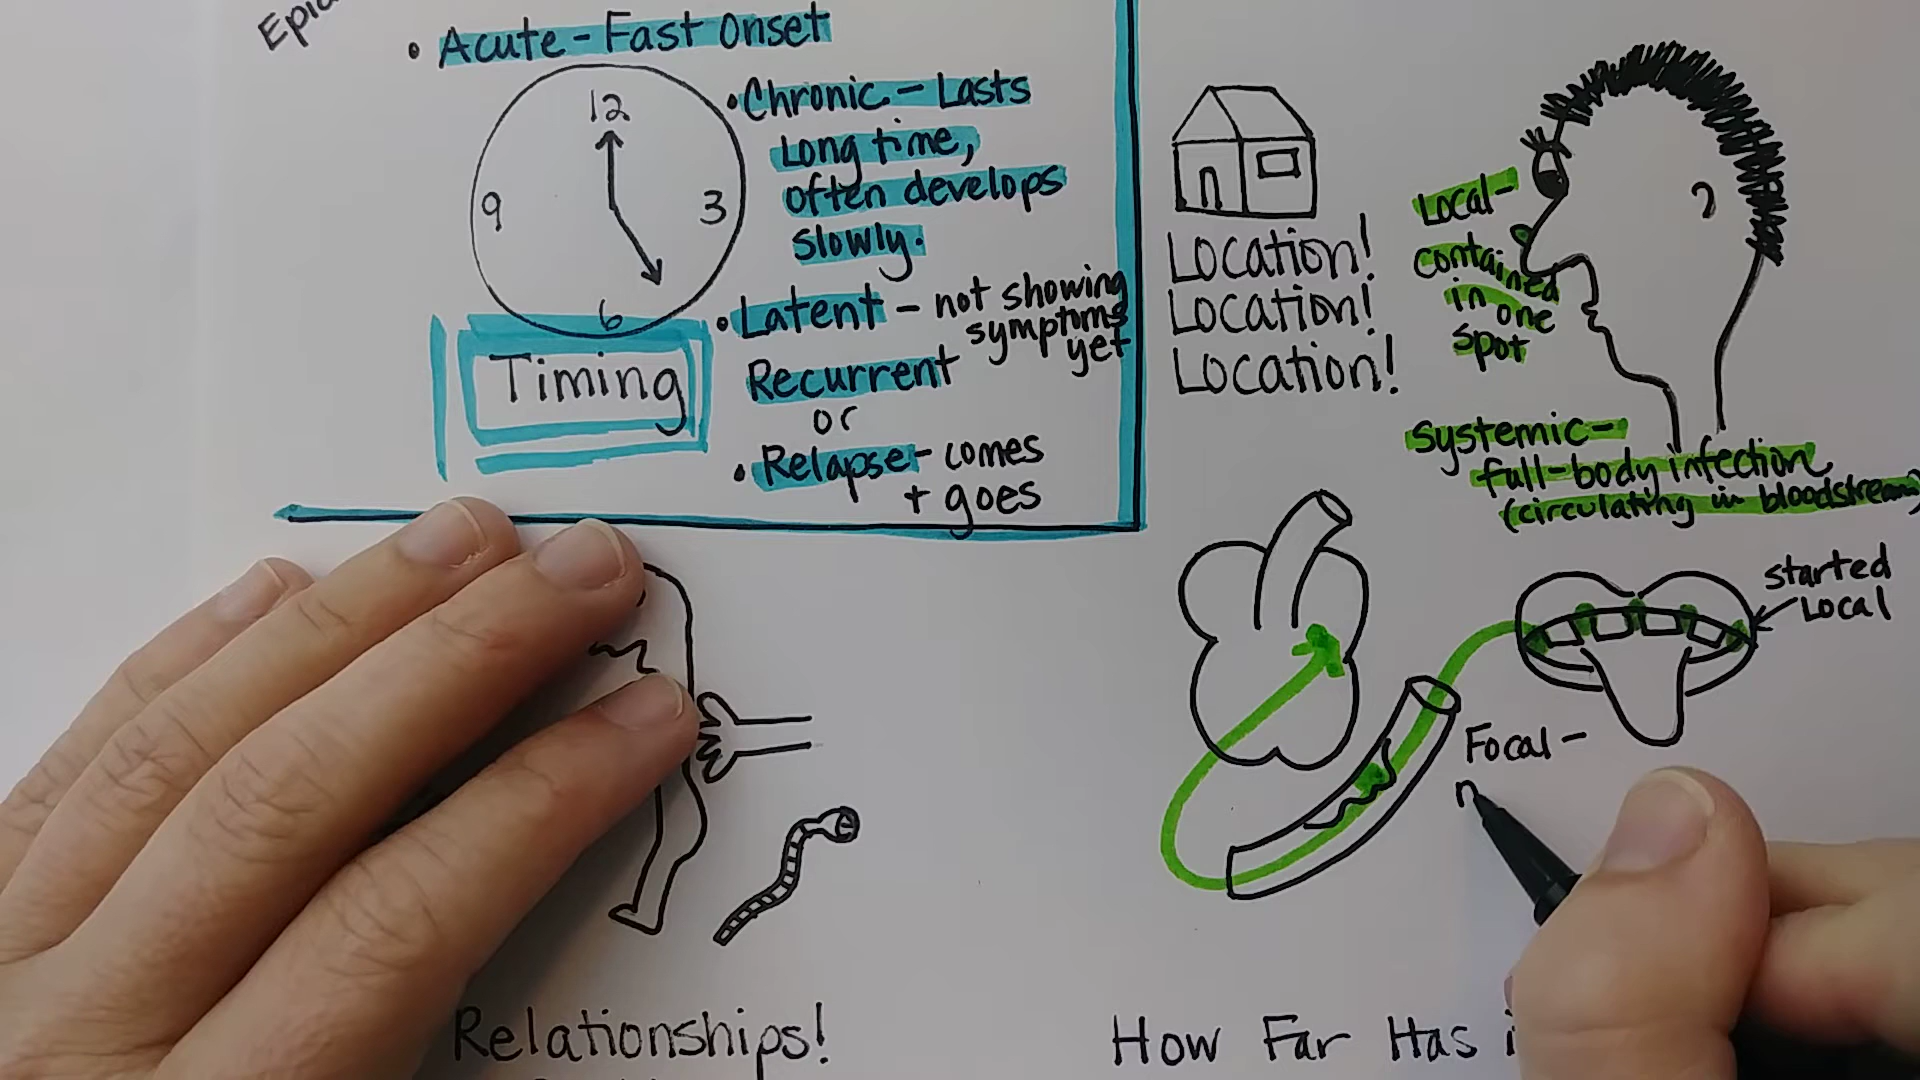 • Acute - Fast onset
12
3
6
9
Timing
• Chronic - Lasts
Long time,
often develops
slowly.
• Latent - not showing
symptoms
yet
Recurrent
or
• Relapse - comes
+ goes
Location!
Location!
Location!
Local -
contained
in one
spot
Systemic -
full-body infection
(circulating in bloodstream)
started
Local
Focal -
Relationships!
How Far Has